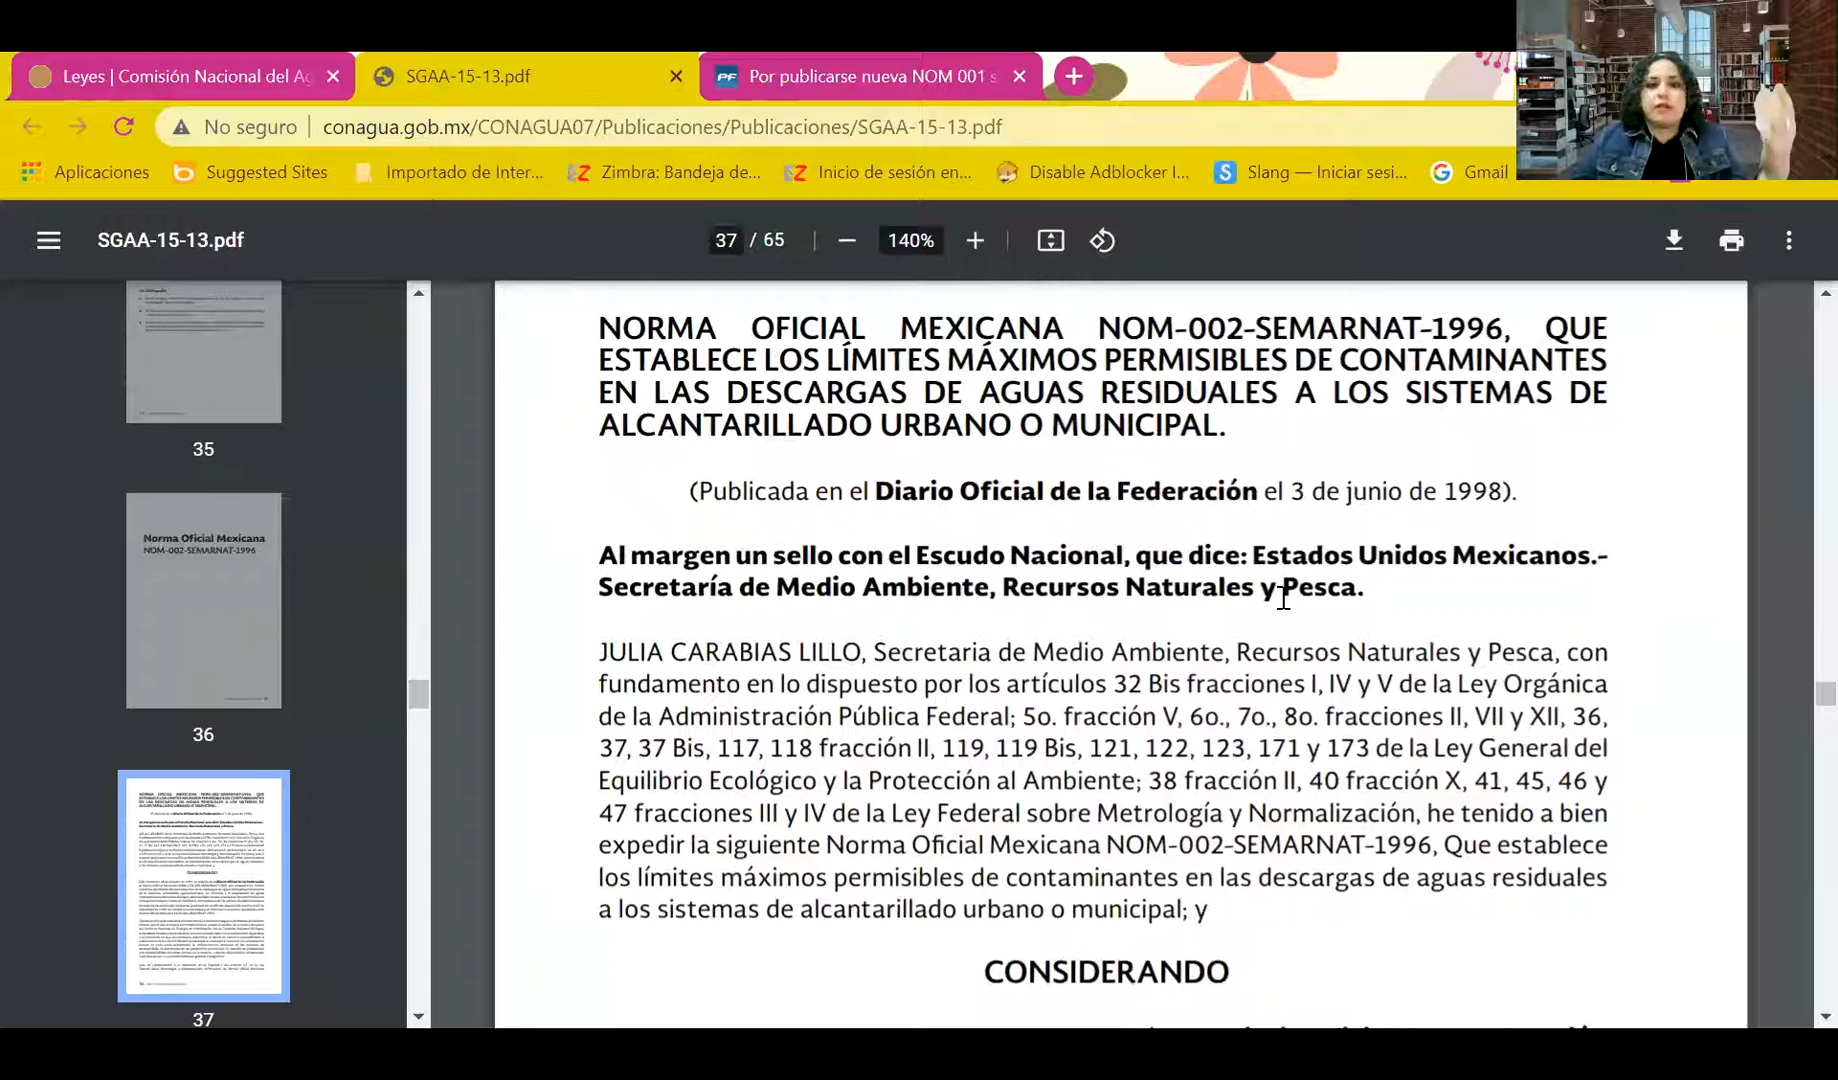 Leyes | Comisión Nacional del Ag
SGAA-15-13.pdf
PF Por publicarse nueva NOM 001 s
No seguro
conagua.gob.mx/CONAGUA07/Publicaciones/Publicaciones/SGAA-15-13.pdf
Aplicaciones
Suggested Sites
Importado de Inter...
Zimbra: Bandeja de...
Inicio de sesión en...
Disable Adblocker I...
S Slang — Iniciar sesi...
G Gmail
SGAA-15-13.pdf
37 / 65
140%
35
Norma Oficial Mexicana
NOM-002-SEMARNAT-1996
36
37
NORMA OFICIAL MEXICANA NOM-002-SEMARNAT-1996, QUE
ESTABLECE LOS LÍMITES MÁXIMOS PERMISIBLES DE CONTAMINANTES
EN LAS DESCARGAS DE AGUAS RESIDUALES A LOS SISTEMAS DE
ALCANTARILLADO URBANO O MUNICIPAL.
(Publicada en el Diario Oficial de la Federación el 3 de junio de 1998).
Al margen un sello con el Escudo Nacional, que dice: Estados Unidos Mexicanos.-
Secretaría de Medio Ambiente, Recursos Naturales y Pesca.
JULIA CARABIAS LILLO, Secretaria de Medio Ambiente, Recursos Naturales y Pesca, con
fundamento en lo dispuesto por los artículos 32 Bis fracciones I, IV y V de la Ley Orgánica
de la Administración Pública Federal; 5o. fracción V, 6o., 7o., 8o. fracciones II, VII y XII, 36,
37, 37 Bis, 117, 118 fracción II, 119, 119 Bis, 121, 122, 123, 171 y 173 de la Ley General del
Equilibrio Ecológico y la Protección al Ambiente; 38 fracción II, 40 fracción X, 41, 45, 46 y
47 fracciones III y IV de la Ley Federal sobre Metrología y Normalización, he tenido a bien
expedir la siguiente Norma Oficial Mexicana NOM-002-SEMARNAT-1996, Que establece
los límites máximos permisibles de contaminantes en las descargas de aguas residuales
a los sistemas de alcantarillado urbano o municipal; y
CONSIDERANDO